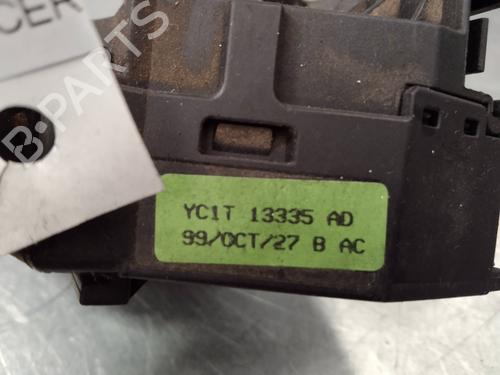 CER
B-PARTS
YC1T 13335 AD
99/OCT/27 B AC